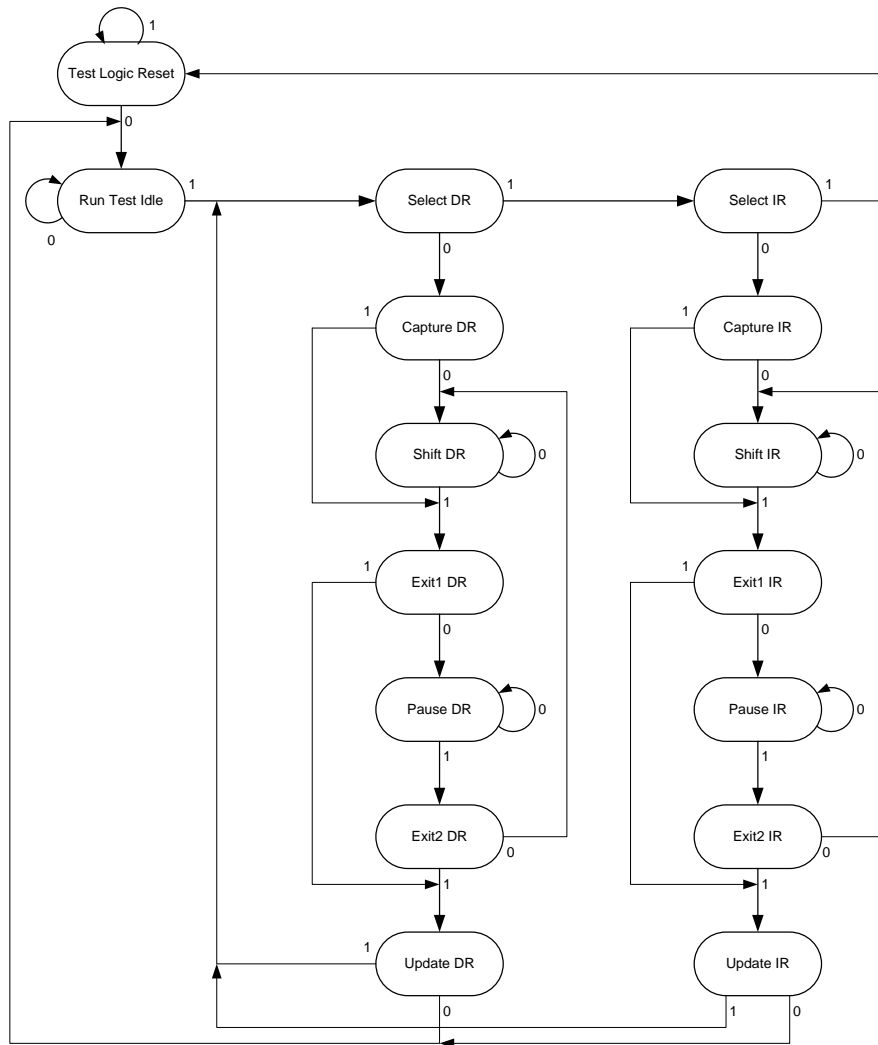 1
Test Logic Reset
0
Run Test Idle
1
0
Select DR
1
Select IR
1
0
0
1
Capture DR
1
Capture IR
0
0
Shift DR
0
Shift IR
0
1
1
1
Exit1 DR
1
Exit1 IR
0
0
Pause DR
0
Pause IR
0
1
1
Exit2 DR
0
Exit2 IR
0
1
1
1
Update DR
Update IR
0
1
0